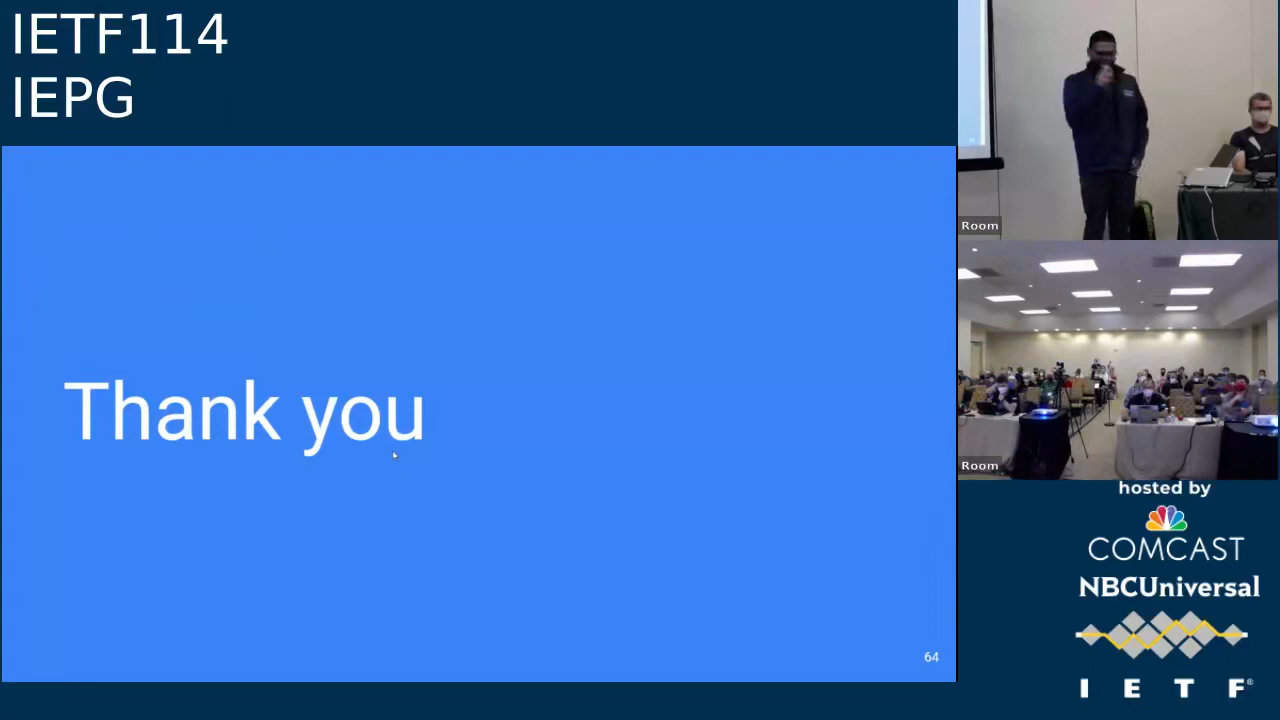 IETF114
IEPG
Thank you
64
Room
Room
hosted by
COMCAST
NBCUniversal
I E T F®